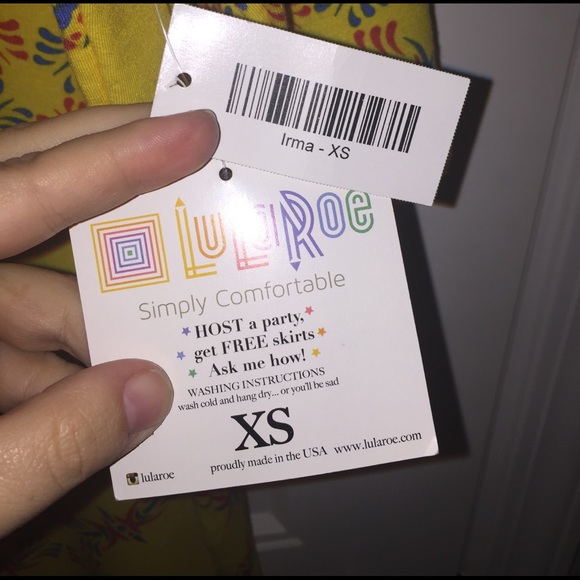 Irma - XS
LuLaRoe
Simply Comfortable
HOST a party,
get FREE skirts
Ask me how!
WASHING INSTRUCTIONS
wash cold and hang dry... or you'll be sad
XS
proudly made in the USA www.lularoe.com
lularoe